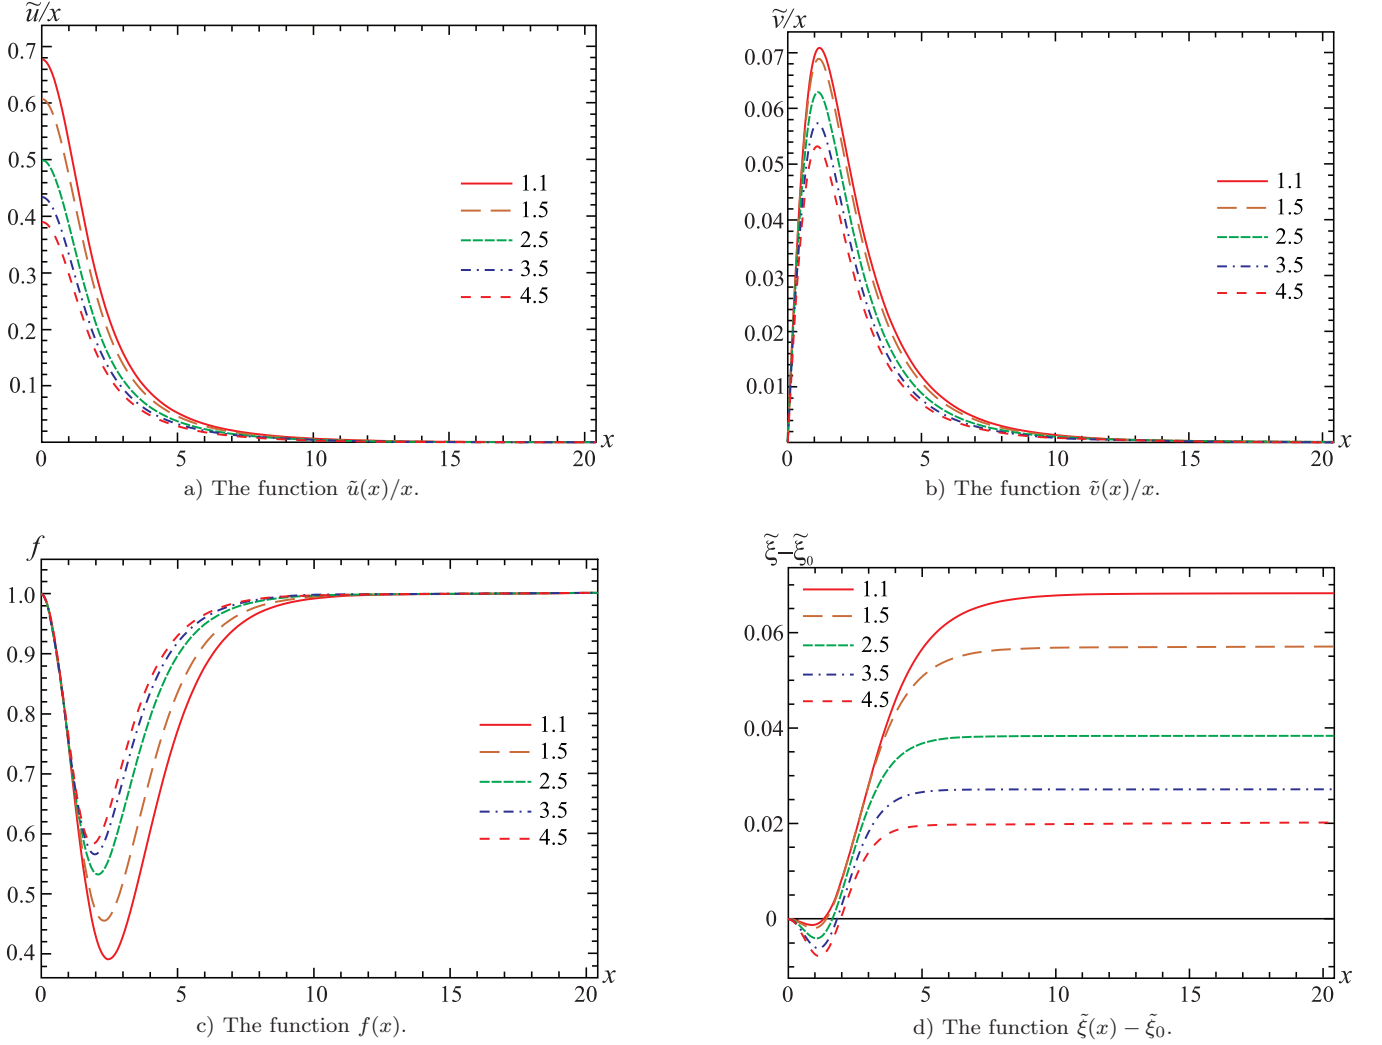 ũ/x
0.7
0.6
0.5
0.4
0.3
0.2
0.1
1.1
1.5
2.5
3.5
4.5
0 5 10 15 20
x
a) The function ũ(x)/x.
ṽ/x
0.07
0.06
0.05
0.04
0.03
0.02
0.01
1.1
1.5
2.5
3.5
4.5
0 5 10 15 20
x
b) The function ṽ(x)/x.
f
1.0
0.9
0.8
0.7
0.6
0.5
0.4
1.1
1.5
2.5
3.5
4.5
0 5 10 15 20
x
c) The function f(x).
ξ̃–ξ̃₀
0.06
0.04
0.02
0
1.1
1.5
2.5
3.5
4.5
0 5 10 15 20
x
d) The function ξ̃(x) − ξ̃₀.